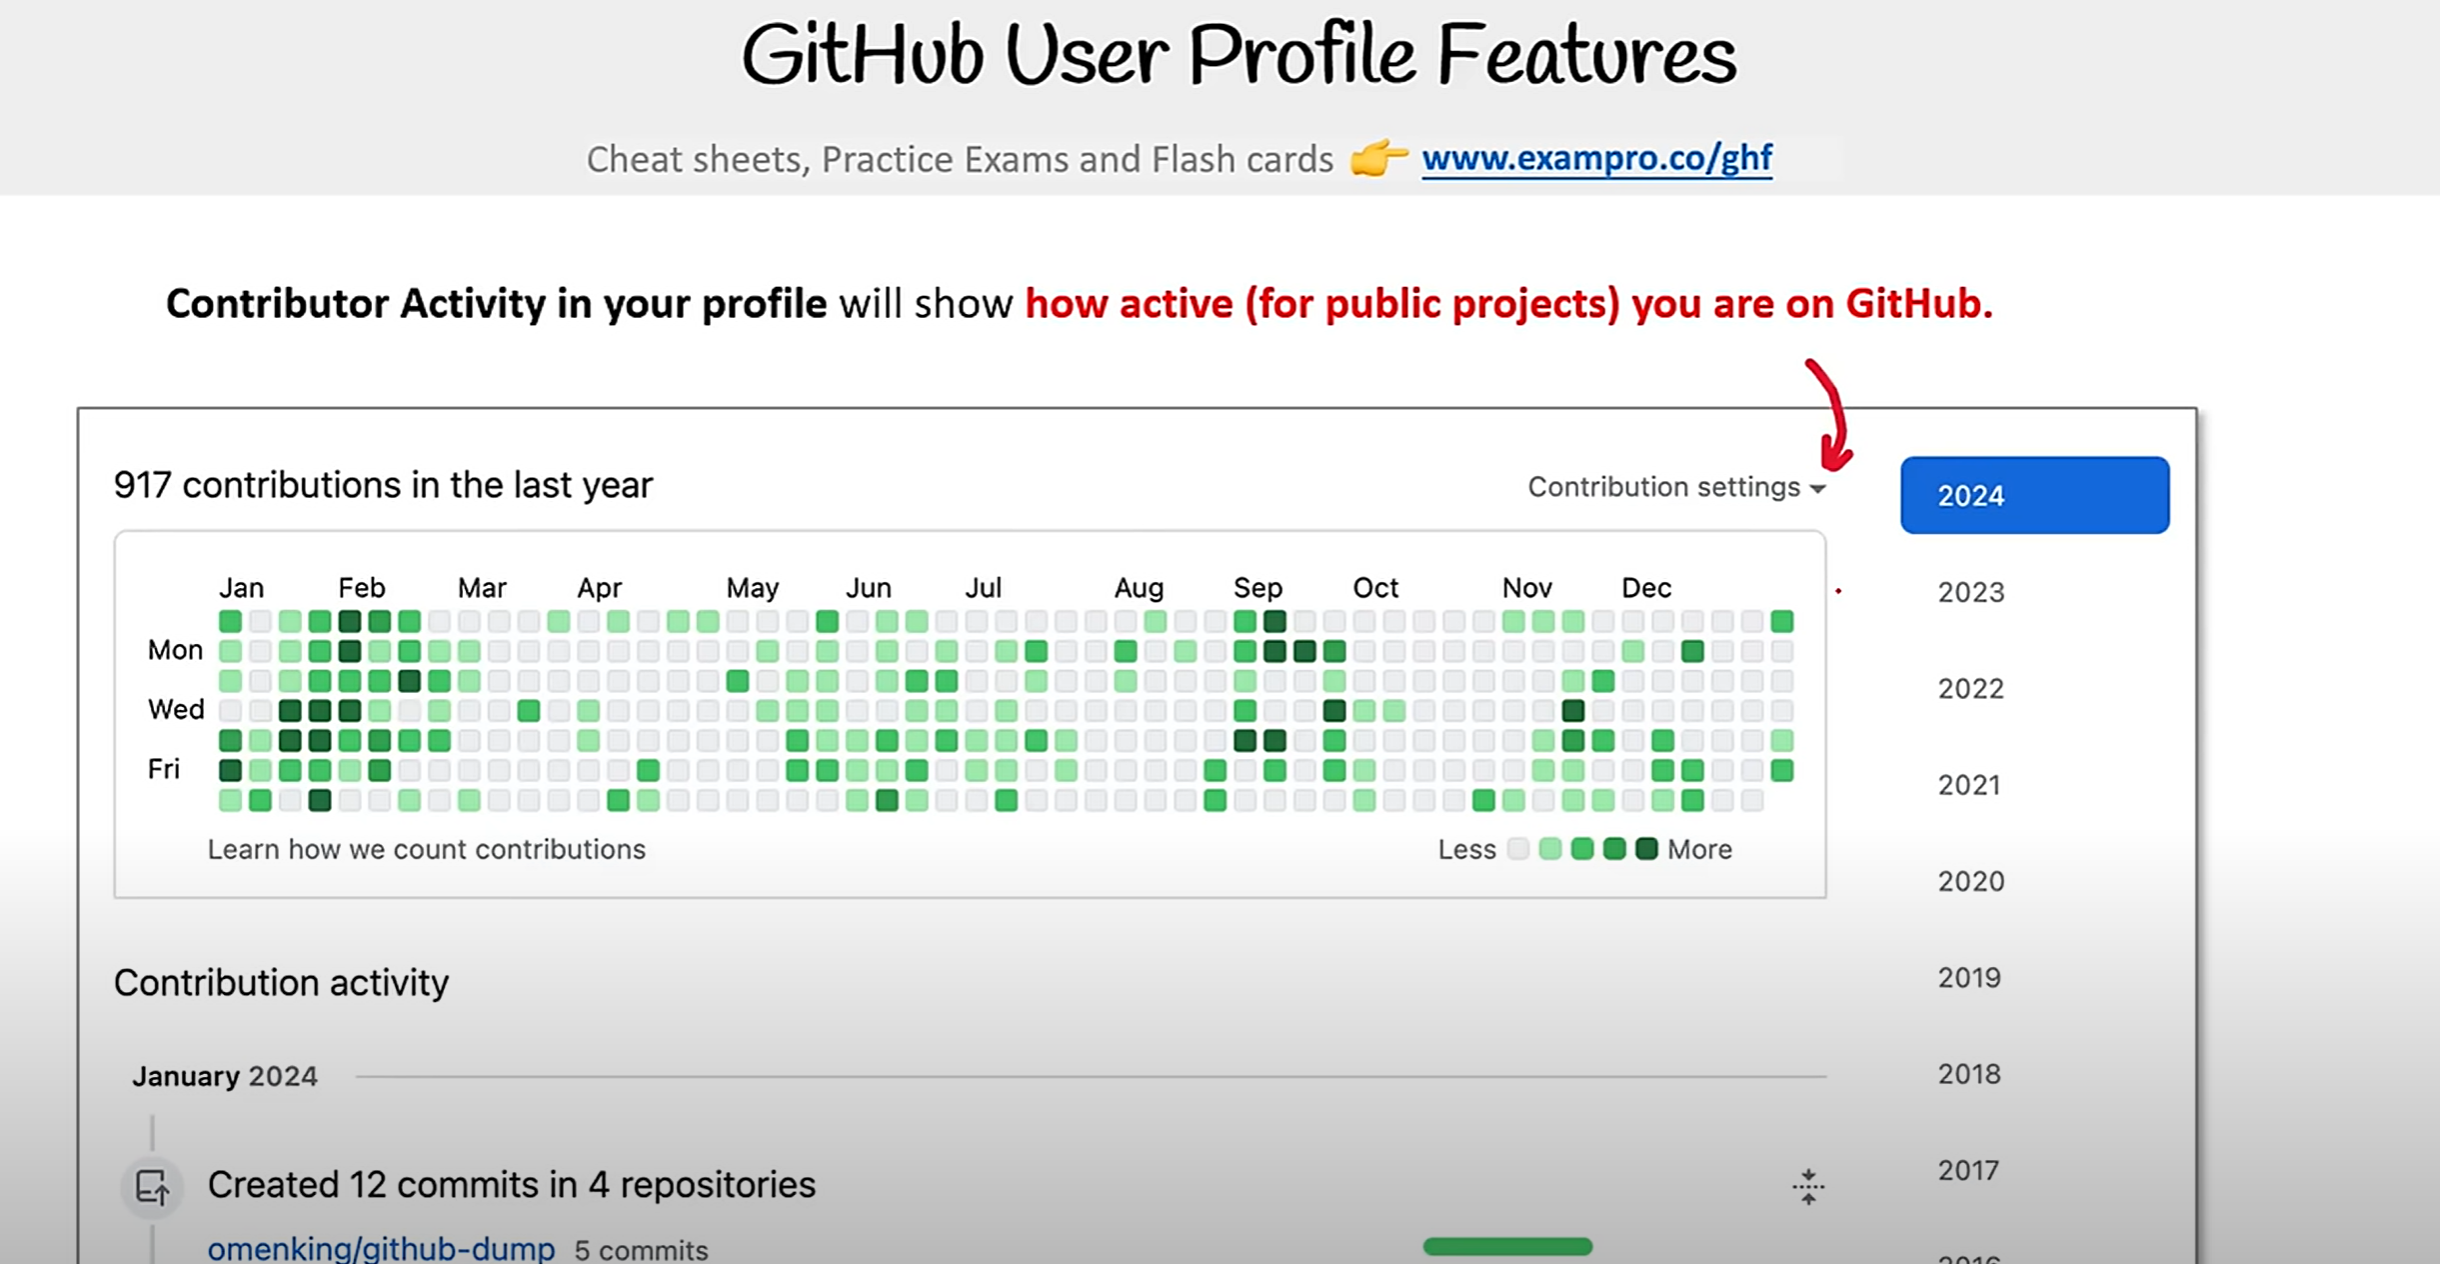 GitHub User Profile Features
Cheat sheets, Practice Exams and Flash cards 👉 www.exampro.co/ghf
Contributor Activity in your profile will show how active (for public projects) you are on GitHub.
917 contributions in the last year
Contribution settings
2024
Jan Feb Mar Apr May Jun Jul Aug Sep Oct Nov Dec
2023
Mon
2022
Wed
Fri
2021
Learn how we count contributions
Less More
2020
Contribution activity
2019
January 2024
2018
2017
Created 12 commits in 4 repositories
omenking/github-dump 5 commits